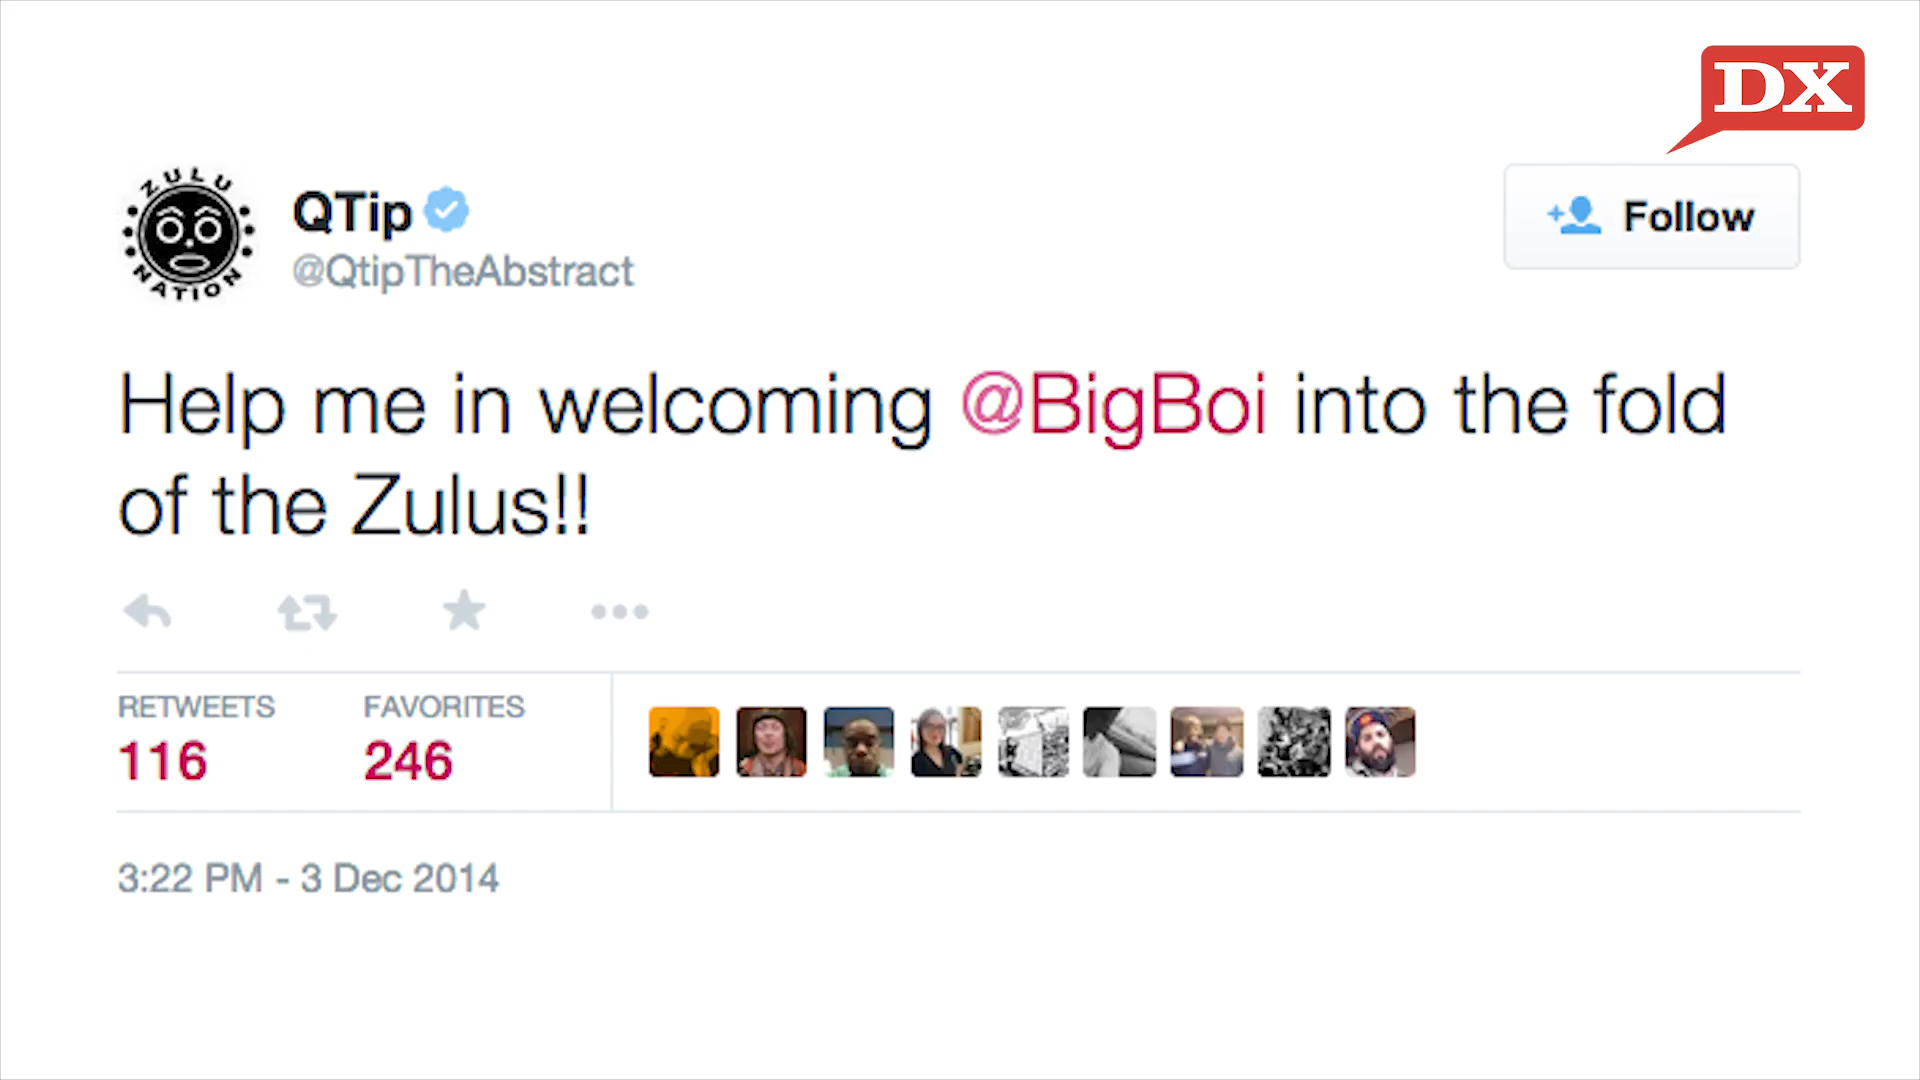 DX
ZULU
NATION
QTip
@QtipTheAbstract
Follow
Help me in welcoming @BigBoi into the fold
of the Zulus!!
RETWEETS FAVORITES
116 246
3:22 PM - 3 Dec 2014